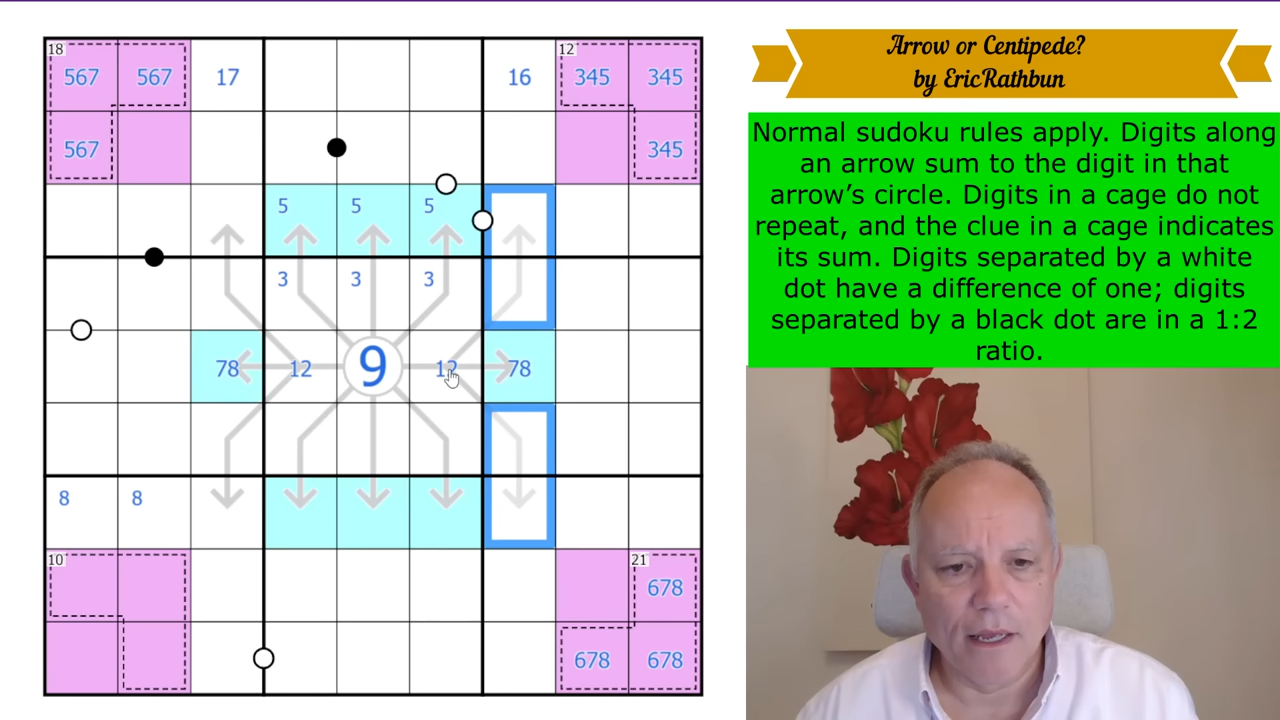 Arrow or Centipede?
by EricRathbun
Normal sudoku rules apply. Digits along
an arrow sum to the digit in that
arrow's circle. Digits in a cage do not
repeat, and the clue in a cage indicates
its sum. Digits separated by a white
dot have a difference of one; digits
separated by a black dot are in a 1:2
ratio.
18 12
567 567 17 16 345 345
567 345
5 5 5
3 3 3
78 12 9 12 78
8 8
10 21
678
678 678